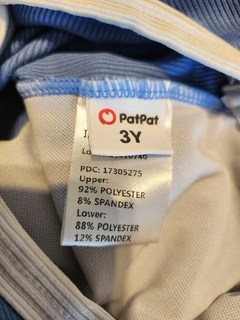 PatPat
3Y
PDC: 17305275
Upper:
92% POLYESTER
8% SPANDEX
Lower:
88% POLYESTER
12% SPANDEX